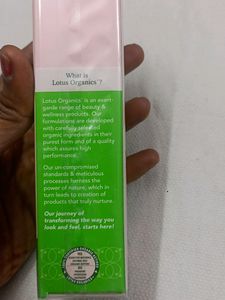 What is
Lotus Organics+?
Lotus Organics+ is an avant-
garde range of beauty &
wellness products. Our
formulations are developed
with carefully selected
organic ingredients in their
purest form and of a quality
which assures high
performance.
Our un-compromised
standards & meticulous
processes harness the
power of nature, which in
turn leads to creation of
products that truly nurture.
Our journey of
transforming the way you
look and feel, starts here!